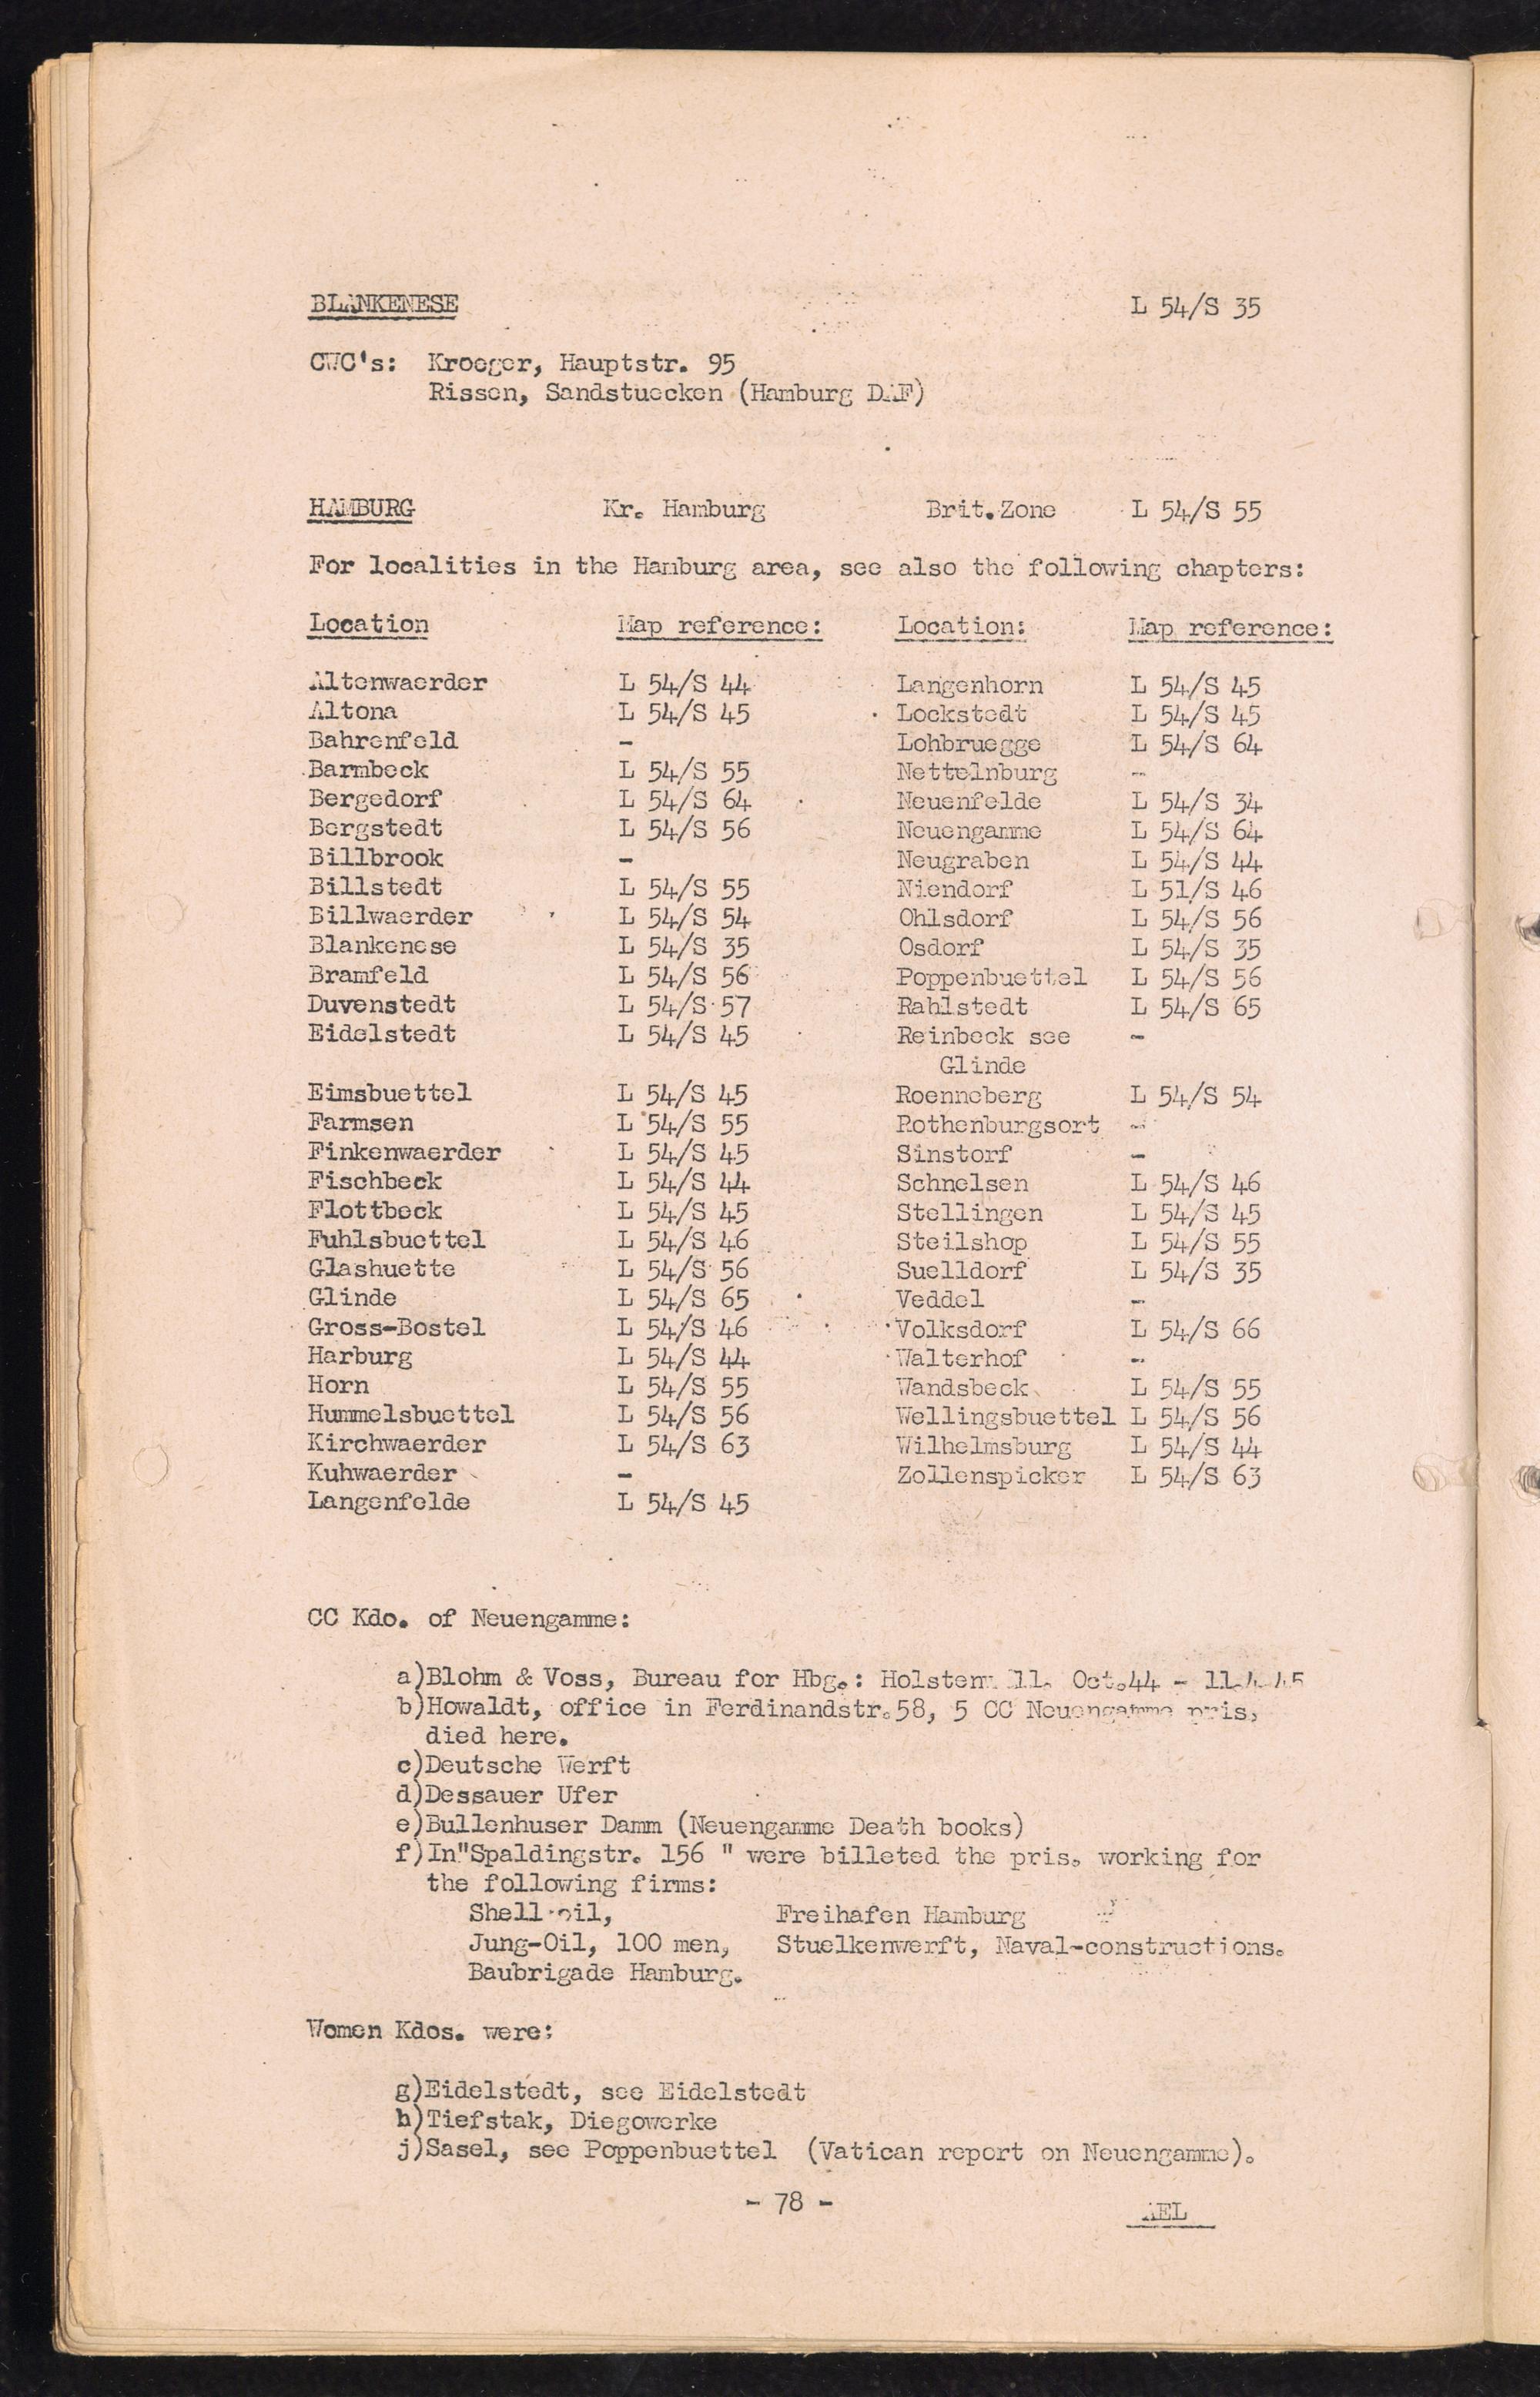 BLANKENESE L 54/S 35
CWC's: Kroeger, Hauptstr. 95
Rissen, Sandstuecken (Hamburg DAF)
HAMBURG Kr. Hamburg Brit.Zone L 54/S 55
For localities in the Hamburg area, see also the following chapters:
Location Map reference: Location: Map reference:
Altenwaerder L 54/S 44 Langenhorn L 54/S 45
Altona L 54/S 45 Lockstedt L 54/S 45
Bahrenfeld - Lohbruegge L 54/S 64
Barmbeck L 54/S 55 Nettelnburg -
Bergedorf L 54/S 64 Neuenfelde L 54/S 34
Bergstedt L 54/S 56 Neuengamme L 54/S 64
Billbrook - Neugraben L 54/S 44
Billstedt L 54/S 55 Niendorf L 51/S 46
Billwaerder L 54/S 54 Ohlsdorf L 54/S 56
Blankenese L 54/S 35 Osdorf L 54/S 35
Bramfeld L 54/S 56 Poppenbuettel L 54/S 56
Duvenstedt L 54/S 57 Rahlstedt L 54/S 65
Eidelstedt L 54/S 45 Reinbeck see -
Glinde
Eimsbuettel L 54/S 45 Roenneberg L 54/S 54
Farmsen L 54/S 55 Rothenburgsort -
Finkenwaerder L 54/S 45 Sinstorf -
Fischbeck L 54/S 44 Schnelsen L 54/S 46
Flottbeck L 54/S 45 Stellingen L 54/S 45
Fuhlsbuettel L 54/S 46 Steilshop L 54/S 55
Glashuette L 54/S 56 Suelldorf L 54/S 35
Glinde L 54/S 65 Veddel -
Gross-Bostel L 54/S 46 Volksdorf L 54/S 66
Harburg L 54/S 44 Walterhof -
Horn L 54/S 55 Wandsbeck L 54/S 55
Hummelsbuettel L 54/S 56 Wellingsbuettel L 54/S 56
Kirchwaerder L 54/S 63 Wilhelmsburg L 54/S 44
Kuhwaerder - Zollenspicker L 54/S 63
Langenfelde L 54/S 45
CC Kdo. of Neuengamme:
a)Blohm & Voss, Bureau for Hbg.: 11. Oct.44 - 11.4.45
b)Howaldt, office in Ferdinandstr.58, 5 CC Neuengamme pris,
died here.
c)Deutsche Werft
d)Dessauer Ufer
e)Bullenhuser Damm (Neuengamme Death books)
f)In"Spaldingstr. 156 " were billeted the pris. working for
the following firms:
Shell oil, Freihafen Hamburg
Jung-Oil, 100 men, Stuelkenwerft, Naval-constructions.
Baubrigade Hamburg.
Women Kdos. were:
g)Eidelstedt, see Eidelstedt
h)Tiefstak, Diegowerke
j)Sasel, see Poppenbuettel (Vatican report on Neuengamme).
- 78 -
AEL